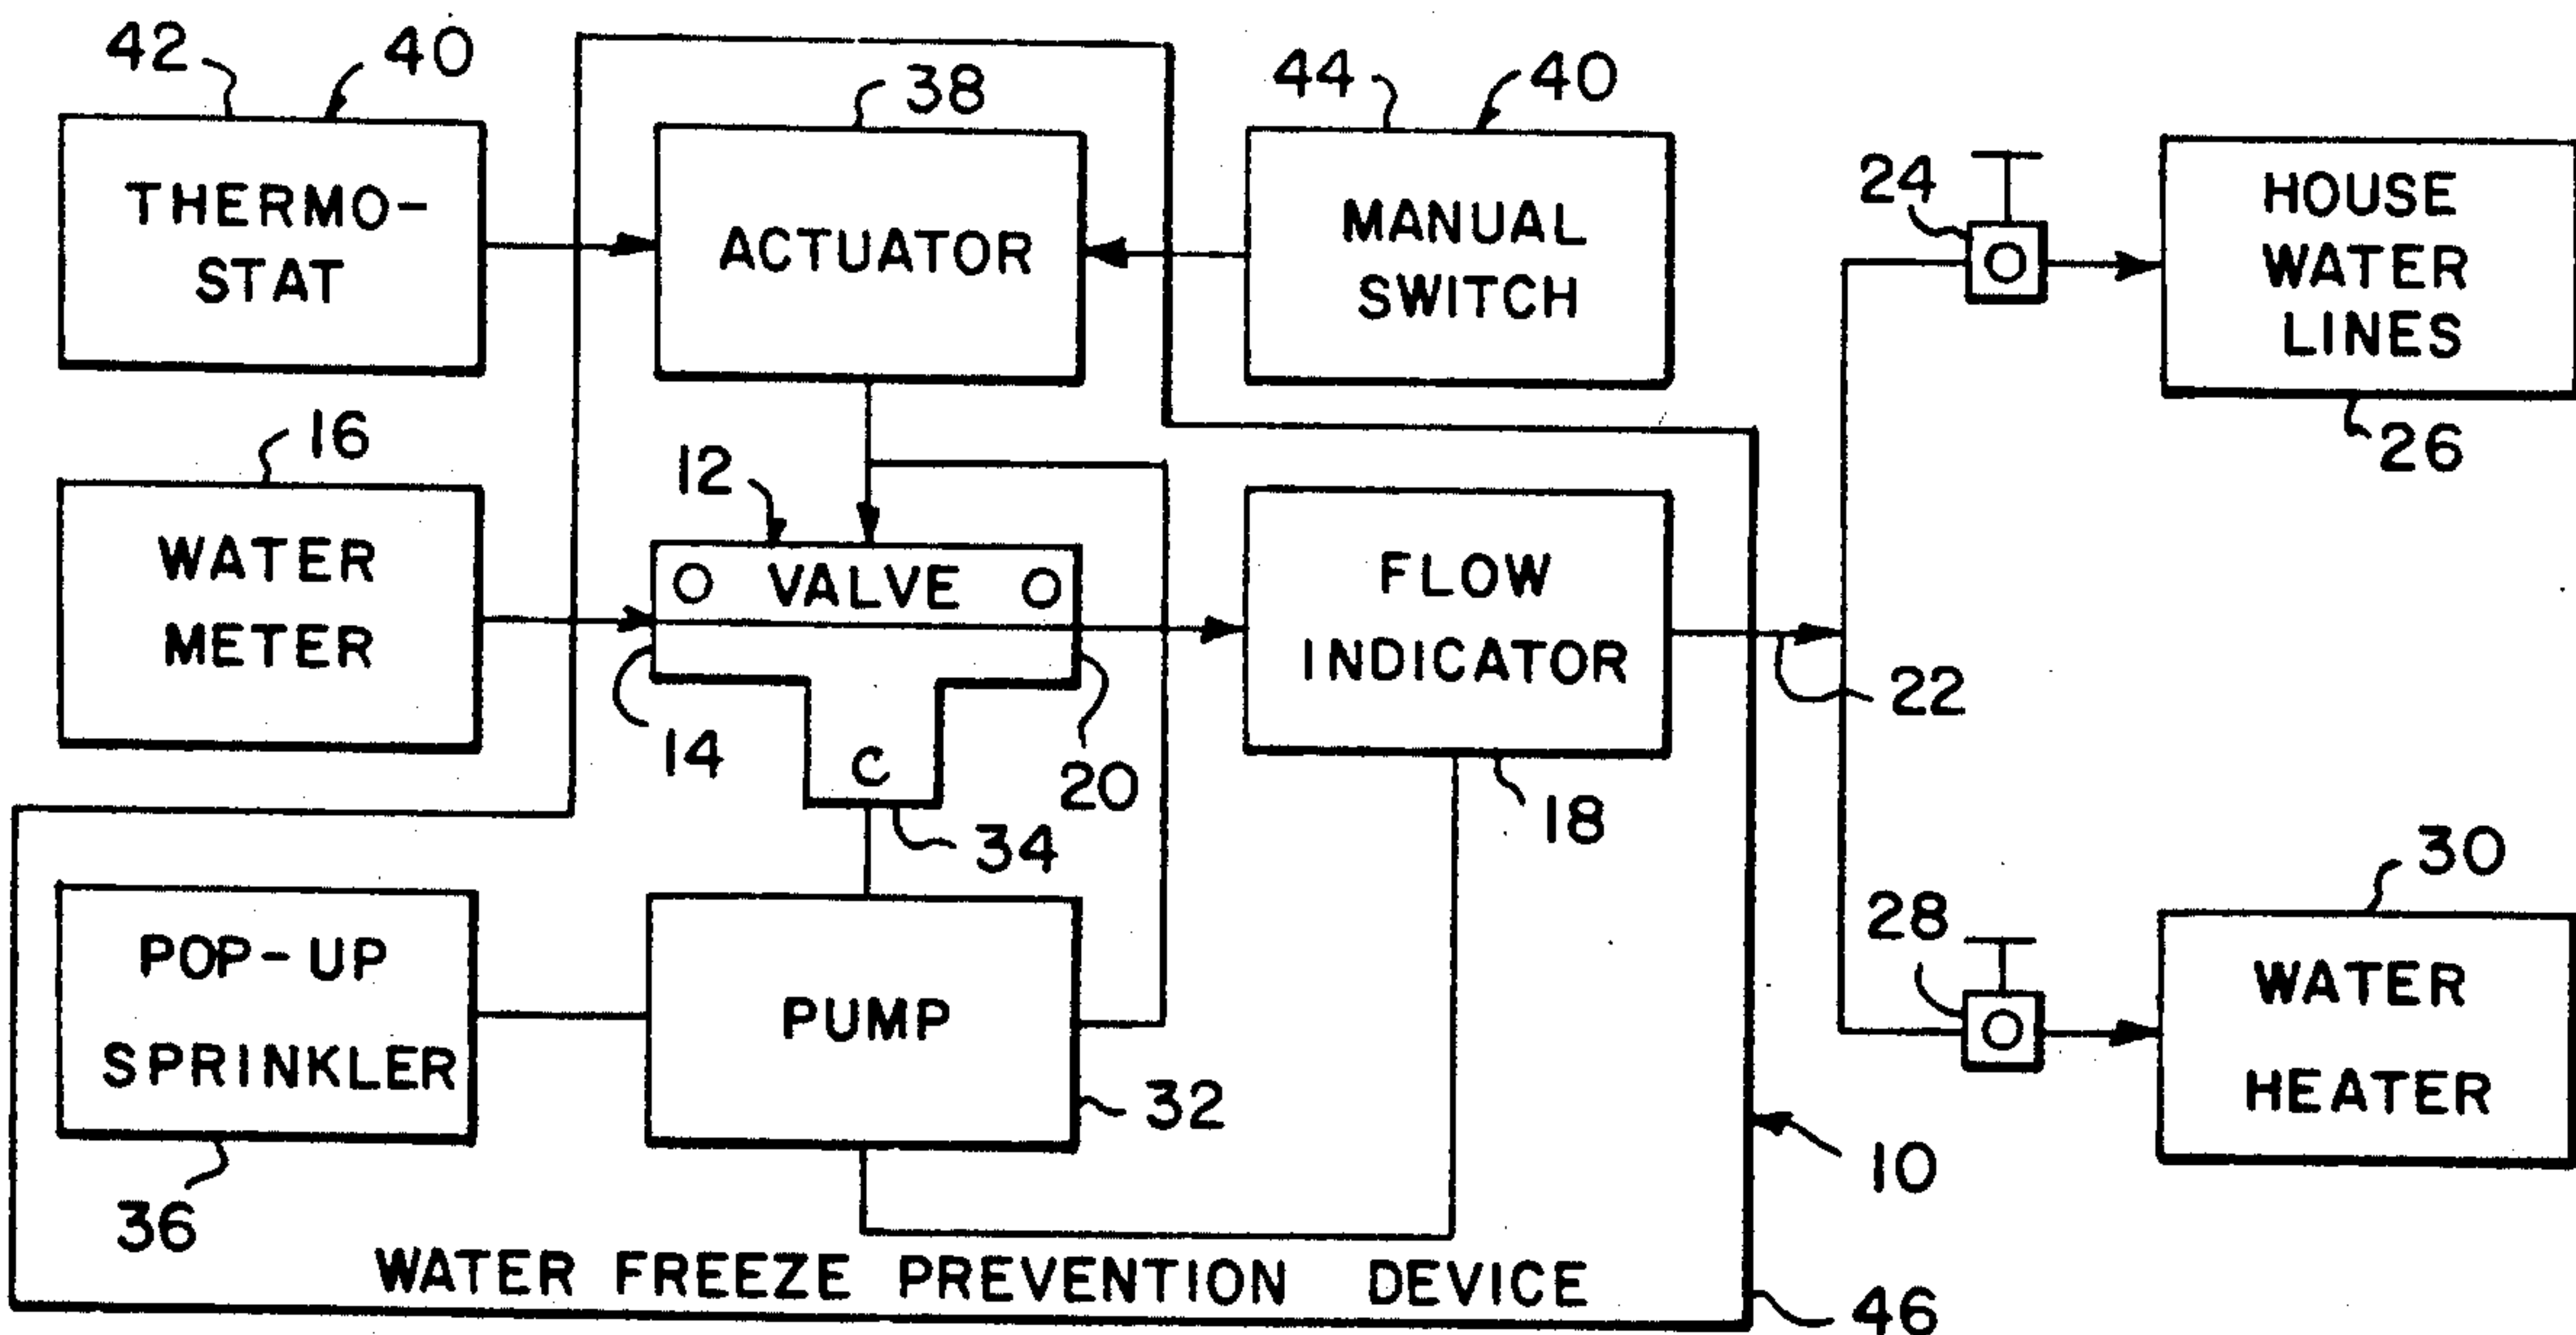 42
40
38
44
40
THERMO-
STAT
ACTUATOR
MANUAL
SWITCH
24
O
HOUSE
WATER
LINES
26
16
WATER
METER
12
O VALVE O
14
C
20
34
FLOW
INDICATOR
18
22
POP-UP
SPRINKLER
36
PUMP
32
28
O
30
WATER
HEATER
10
WATER FREEZE PREVENTION DEVICE
46